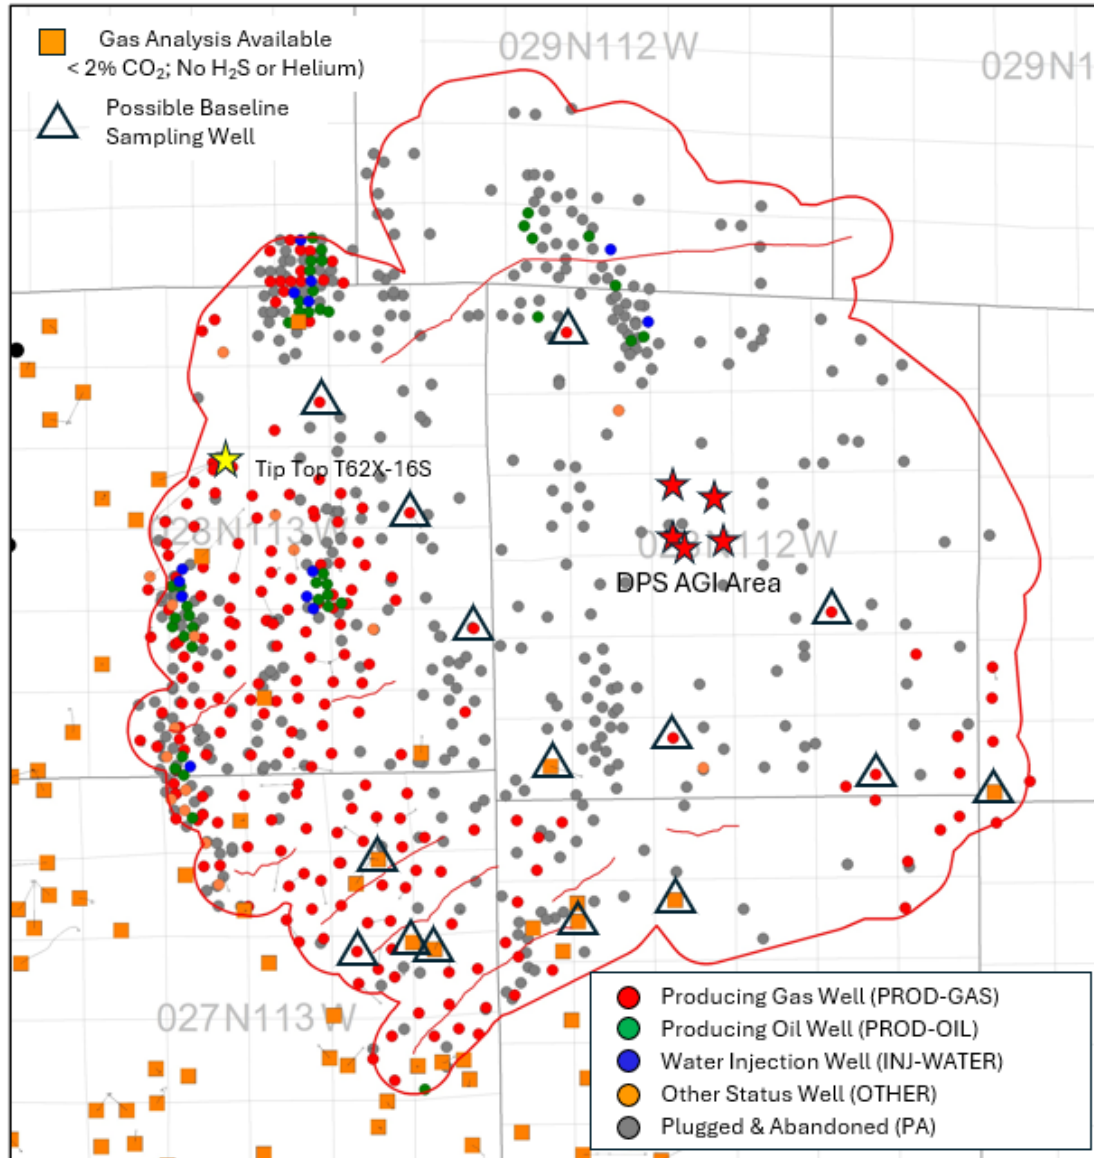 Gas Analysis Available
< 2% CO₂; No H₂S or Helium)
Possible Baseline
Sampling Well
029N112W
029N1
Tip Top T62X-16S
028N113W
028N112W
DPS AGI Area
027N113W
Producing Gas Well (PROD-GAS)
Producing Oil Well (PROD-OIL)
Water Injection Well (INJ-WATER)
Other Status Well (OTHER)
Plugged & Abandoned (PA)